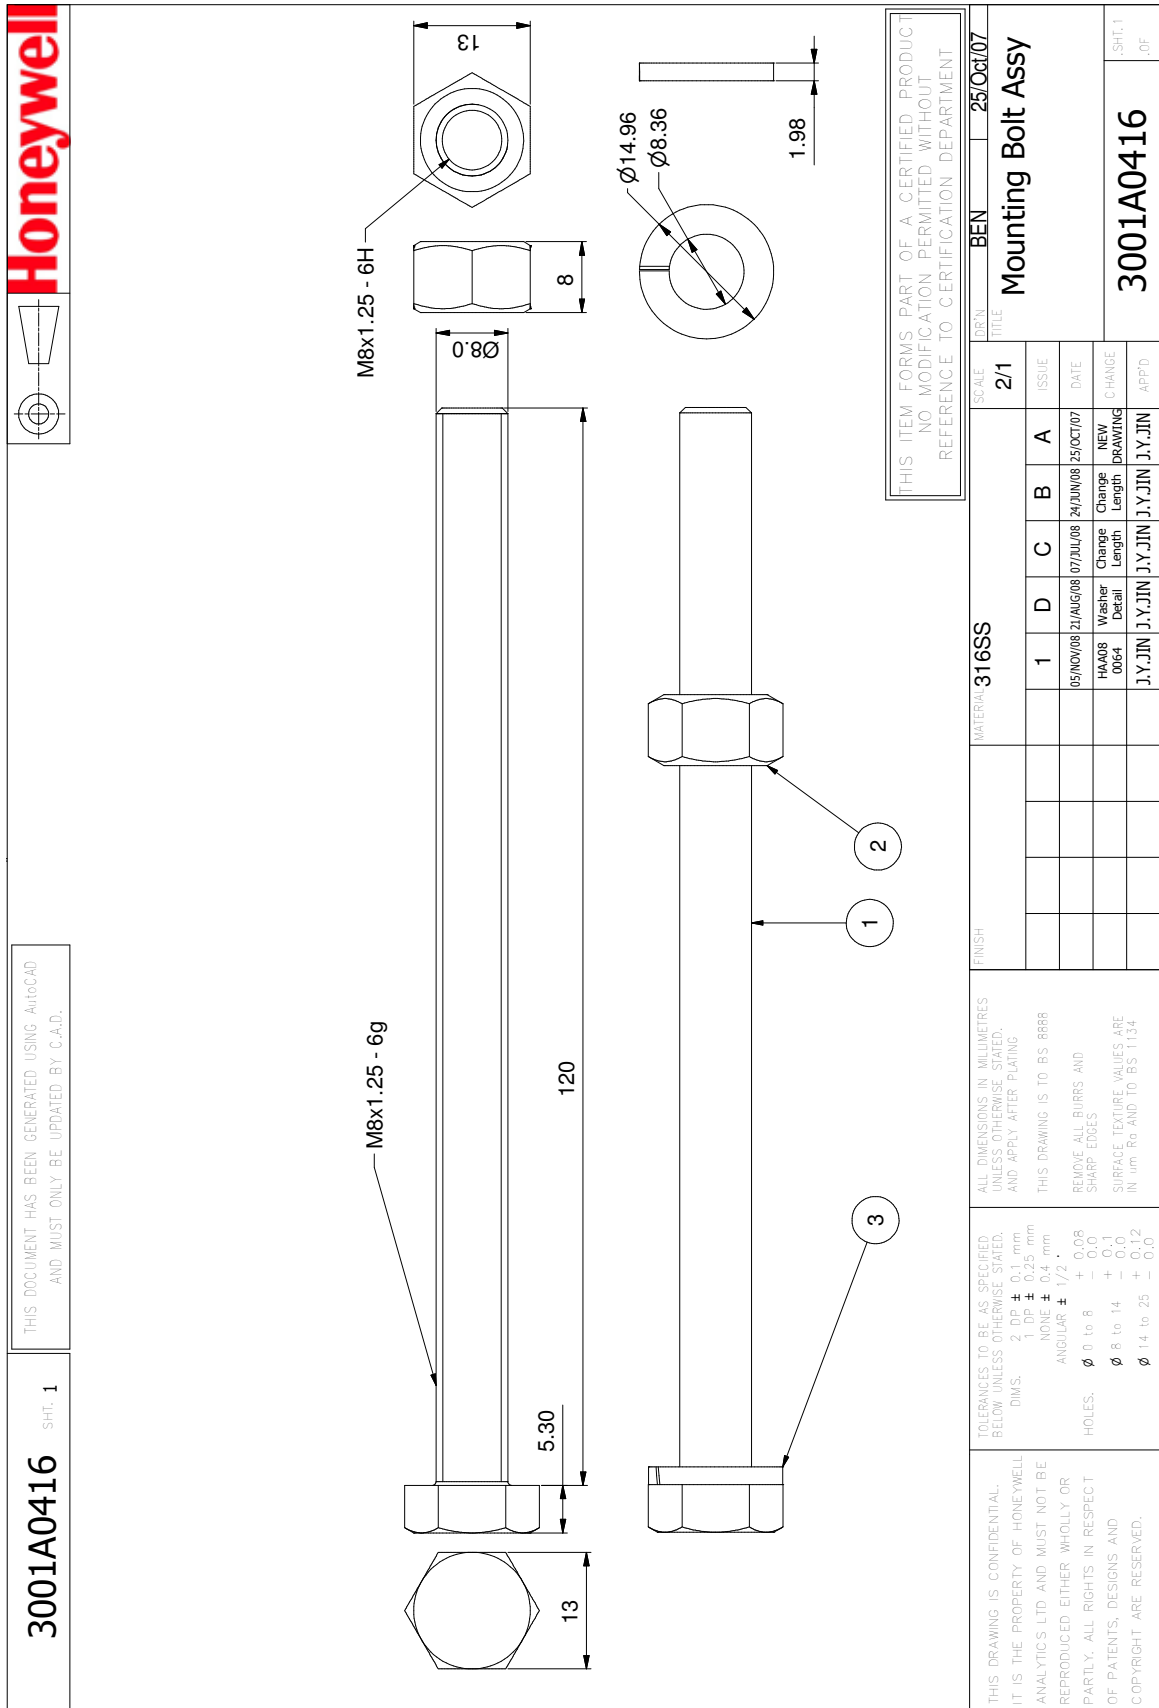 3001A0416
SHT. 1
THIS DOCUMENT HAS BEEN GENERATED USING AutoCAD
AND MUST ONLY BE UPDATED BY C.A.D.
Honeywell
13
5.30
M8x1.25 - 6g
120
Ø8.0
8
M8x1.25 - 6H
13
3
1
2
Ø14.96
Ø8.36
1.98
THIS ITEM FORMS PART OF A CERTIFIED PRODUCT
NO MODIFICATION PERMITTED WITHOUT
REFERENCE TO CERTIFICATION DEPARTMENT
THIS DRAWING IS CONFIDENTIAL.
IT IS THE PROPERTY OF HONEYWELL
ANALYTICS LTD AND MUST NOT BE
REPRODUCED EITHER WHOLLY OR
PARTLY. ALL RIGHTS IN RESPECT
OF PATENTS, DESIGNS AND
COPYRIGHT ARE RESERVED.
TOLERANCES TO BE AS SPECIFIED
BELOW UNLESS OTHERWISE STATED.
DIMS. 2 DP ± 0.1 mm
1 DP ± 0.25 mm
NONE ± 0.4 mm
ANGULAR ± 1/2 °
HOLES. Ø 0 to 8 + 0.08 - 0.0
Ø 8 to 14 + 0.1 - 0.0
Ø 14 to 25 + 0.12 - 0.0
ALL DIMENSIONS IN MILLIMETRES
UNLESS OTHERWISE STATED,
AND APPLY AFTER PLATING
THIS DRAWING IS TO BS 8888
REMOVE ALL BURRS AND
SHARP EDGES
SURFACE TEXTURE VALUES ARE
IN um Ra AND TO BS 1134
FINISH
MATERIAL 316SS
SCALE
2/1
1 D C B A ISSUE
05/NOV/08 21/AUG/08 07/JUL/08 24/JUN/08 25/OCT/07 DATE
HAA08 0064 Washer Detail Change Length Change Length NEW DRAWING CHANGE
J.Y.JIN J.Y.JIN J.Y.JIN J.Y.JIN J.Y.JIN APP'D
DR'N BEN 25/Oct/07
TITLE
Mounting Bolt Assy
3001A0416
SHT. 1
OF